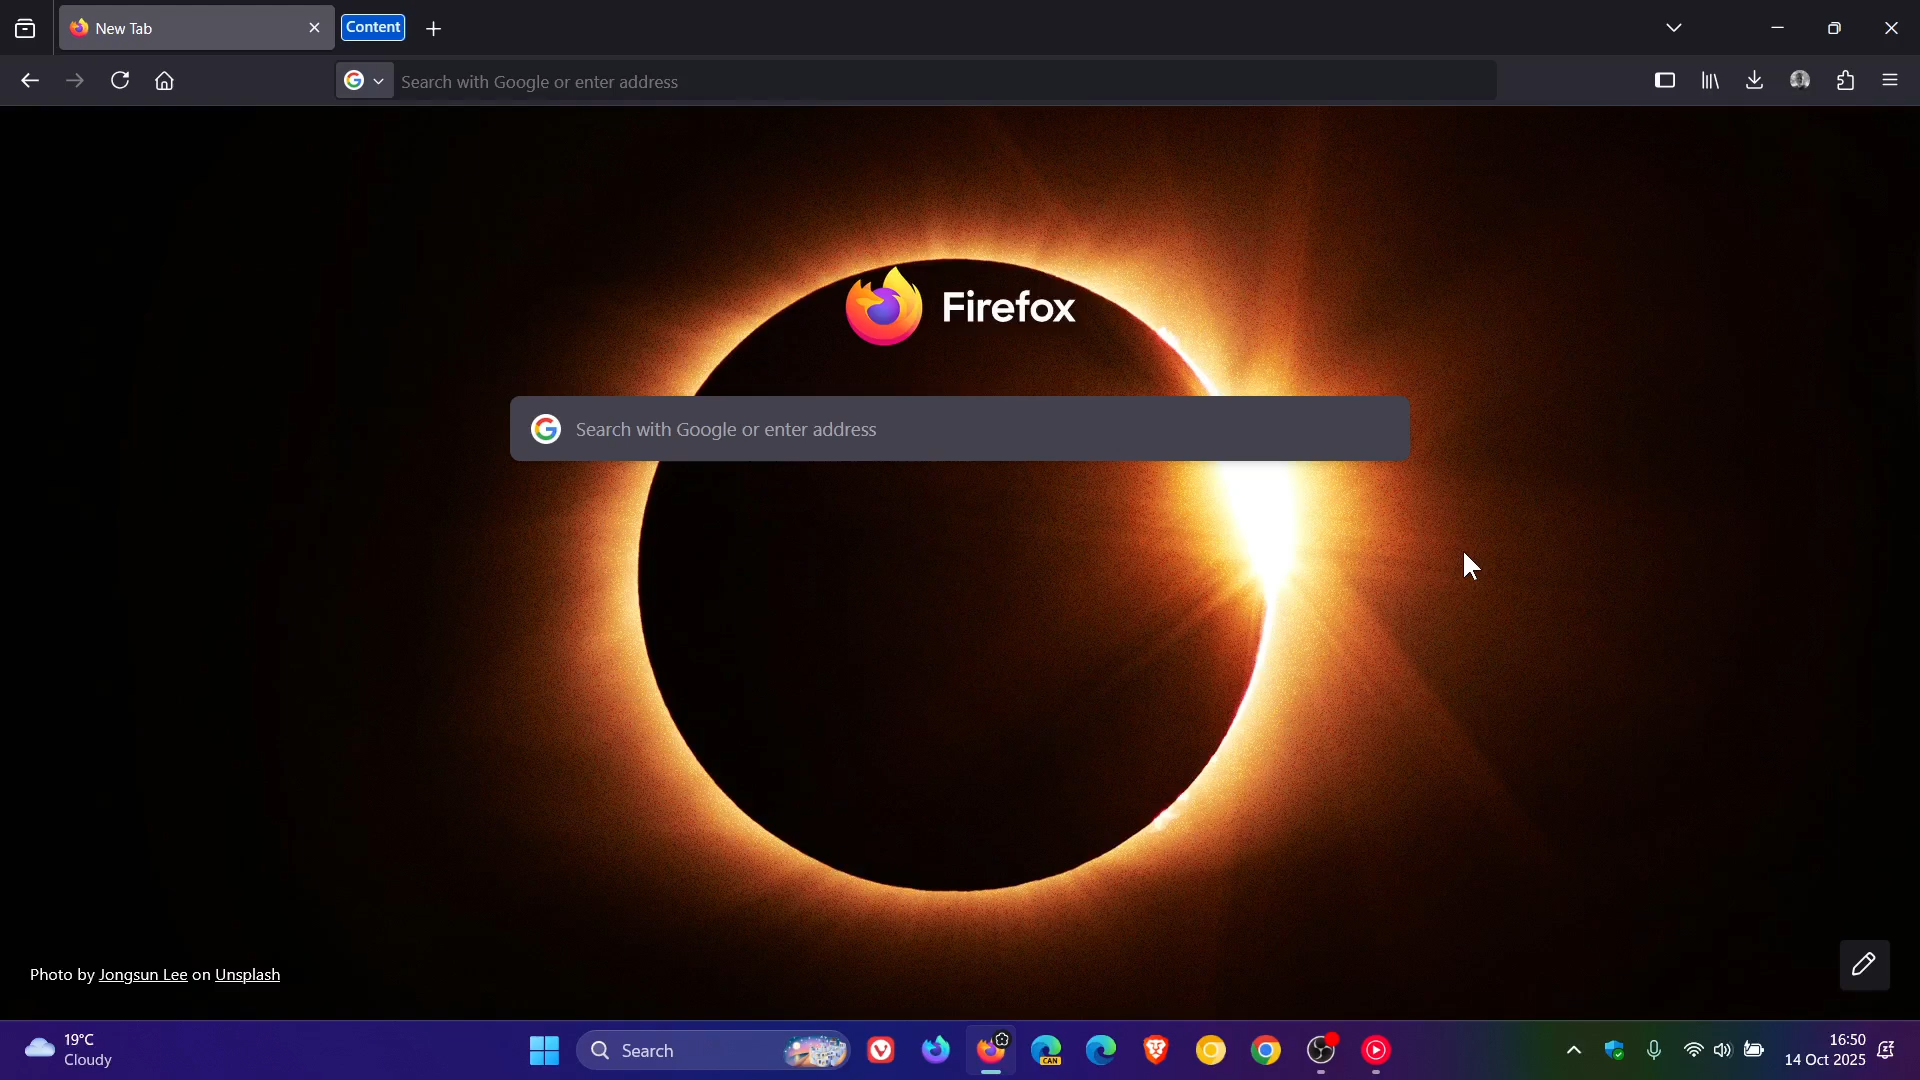 New Tab
Content
Search with Google or enter address
Firefox
Search with Google or enter address
Photo by Jongsun Lee on Unsplash
19°C
Cloudy
Search
CAN
16:50
14 Oct 2025